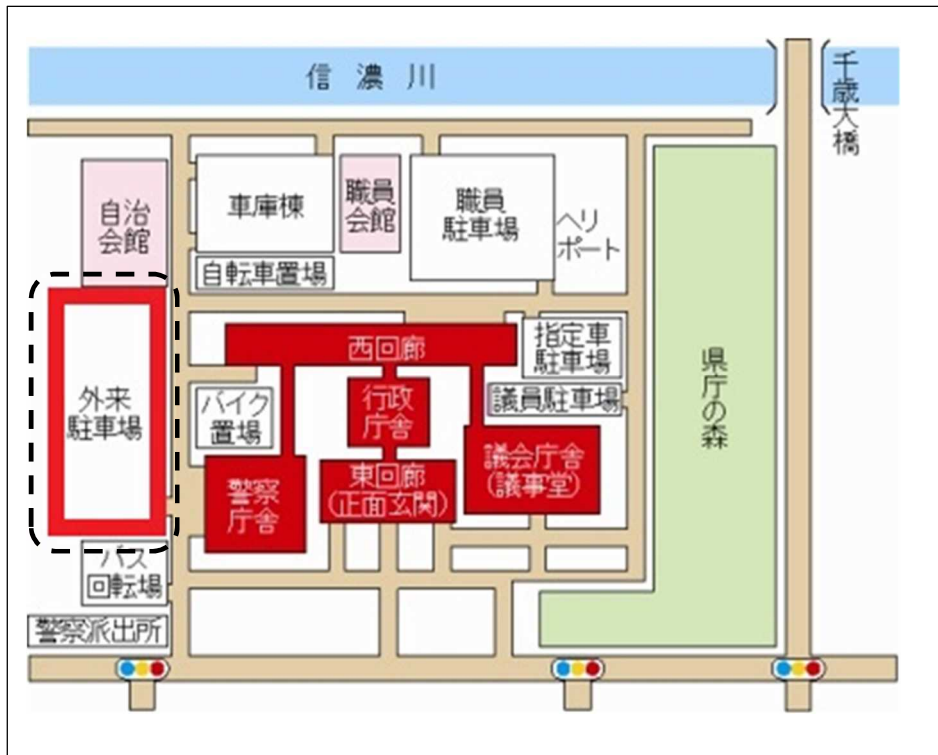 信濃川
千歳大橋
自治
会館
車庫棟
職員
会館
職員
駐車場
ヘリ
ポート
自転車置場
西回廊
指定車
駐車場
外来
駐車場
バイク
置場
行政
庁舎
議員駐車場
県庁の森
警察
庁舎
東回廊
(正面玄関)
議会庁舎
(議事堂)
バス
回転場
警察派出所